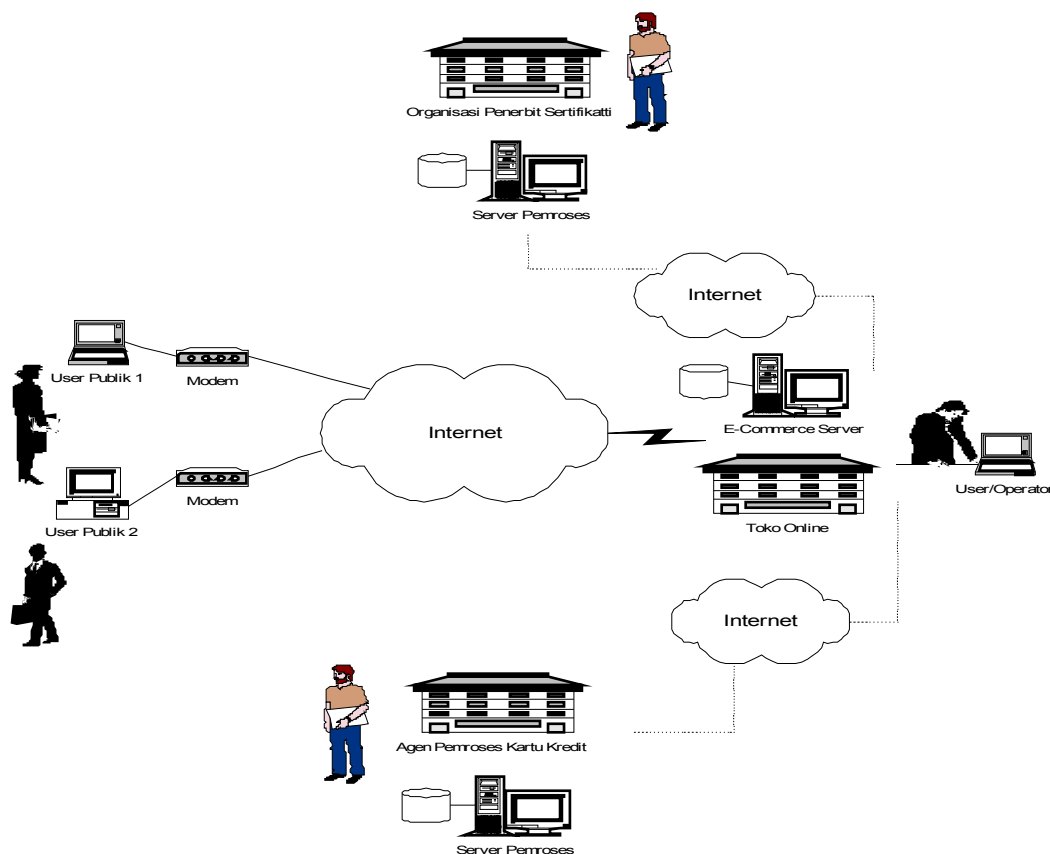 Organisasi Penerbit Sertifikatti
Server Pemroses
Internet
User Publik 1
Modem
Internet
E-Commerce Server
User/Operator
Modem
User Publik 2
Toko Online
Internet
Agen Pemroses Kartu Kredit
Server Pemroses